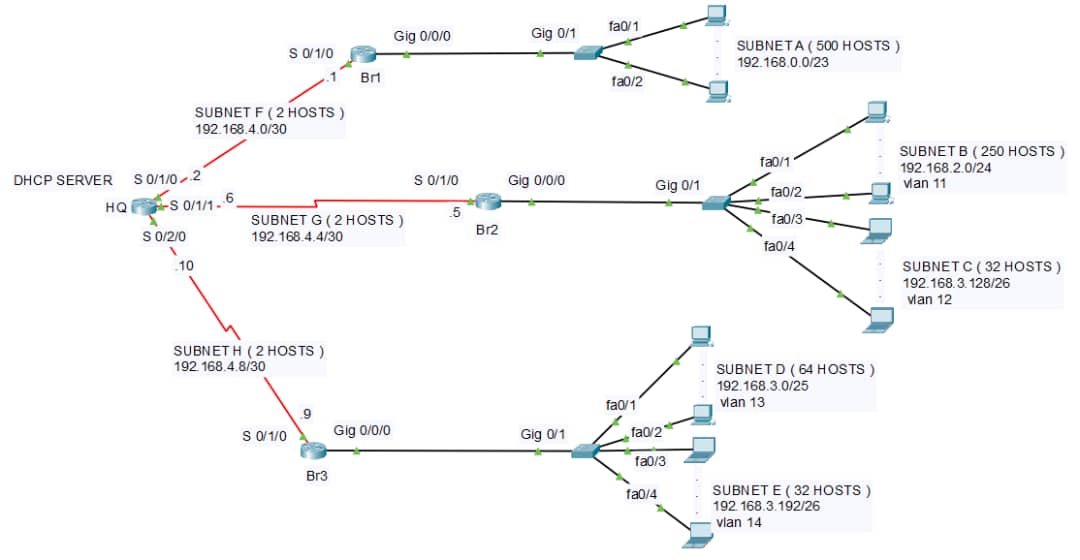 S 0/1/0
Gig 0/0/0
Gig 0/1
fa0/1
fa0/2
.1
Br1
SUBNET A ( 500 HOSTS )
192.168.0.0/23
SUBNET F ( 2 HOSTS )
192.168.4.0/30
DHCP SERVER
HQ
S 0/1/0
.2
S 0/1/1
.6
S 0/2/0
.10
SUBNET G ( 2 HOSTS )
192.168.4.4/30
S 0/1/0
.5
Gig 0/0/0
Br2
Gig 0/1
fa0/1
fa0/2
fa0/3
fa0/4
SUBNET B ( 250 HOSTS )
192.168.2.0/24
vlan 11
SUBNET C ( 32 HOSTS )
192.168.3.128/26
vlan 12
SUBNET H ( 2 HOSTS )
192.168.4.8/30
.9
S 0/1/0
Gig 0/0/0
Br3
Gig 0/1
fa0/1
fa0/2
fa0/3
fa0/4
SUBNET D ( 64 HOSTS )
192.168.3.0/25
vlan 13
SUBNET E ( 32 HOSTS )
192.168.3.192/26
vlan 14